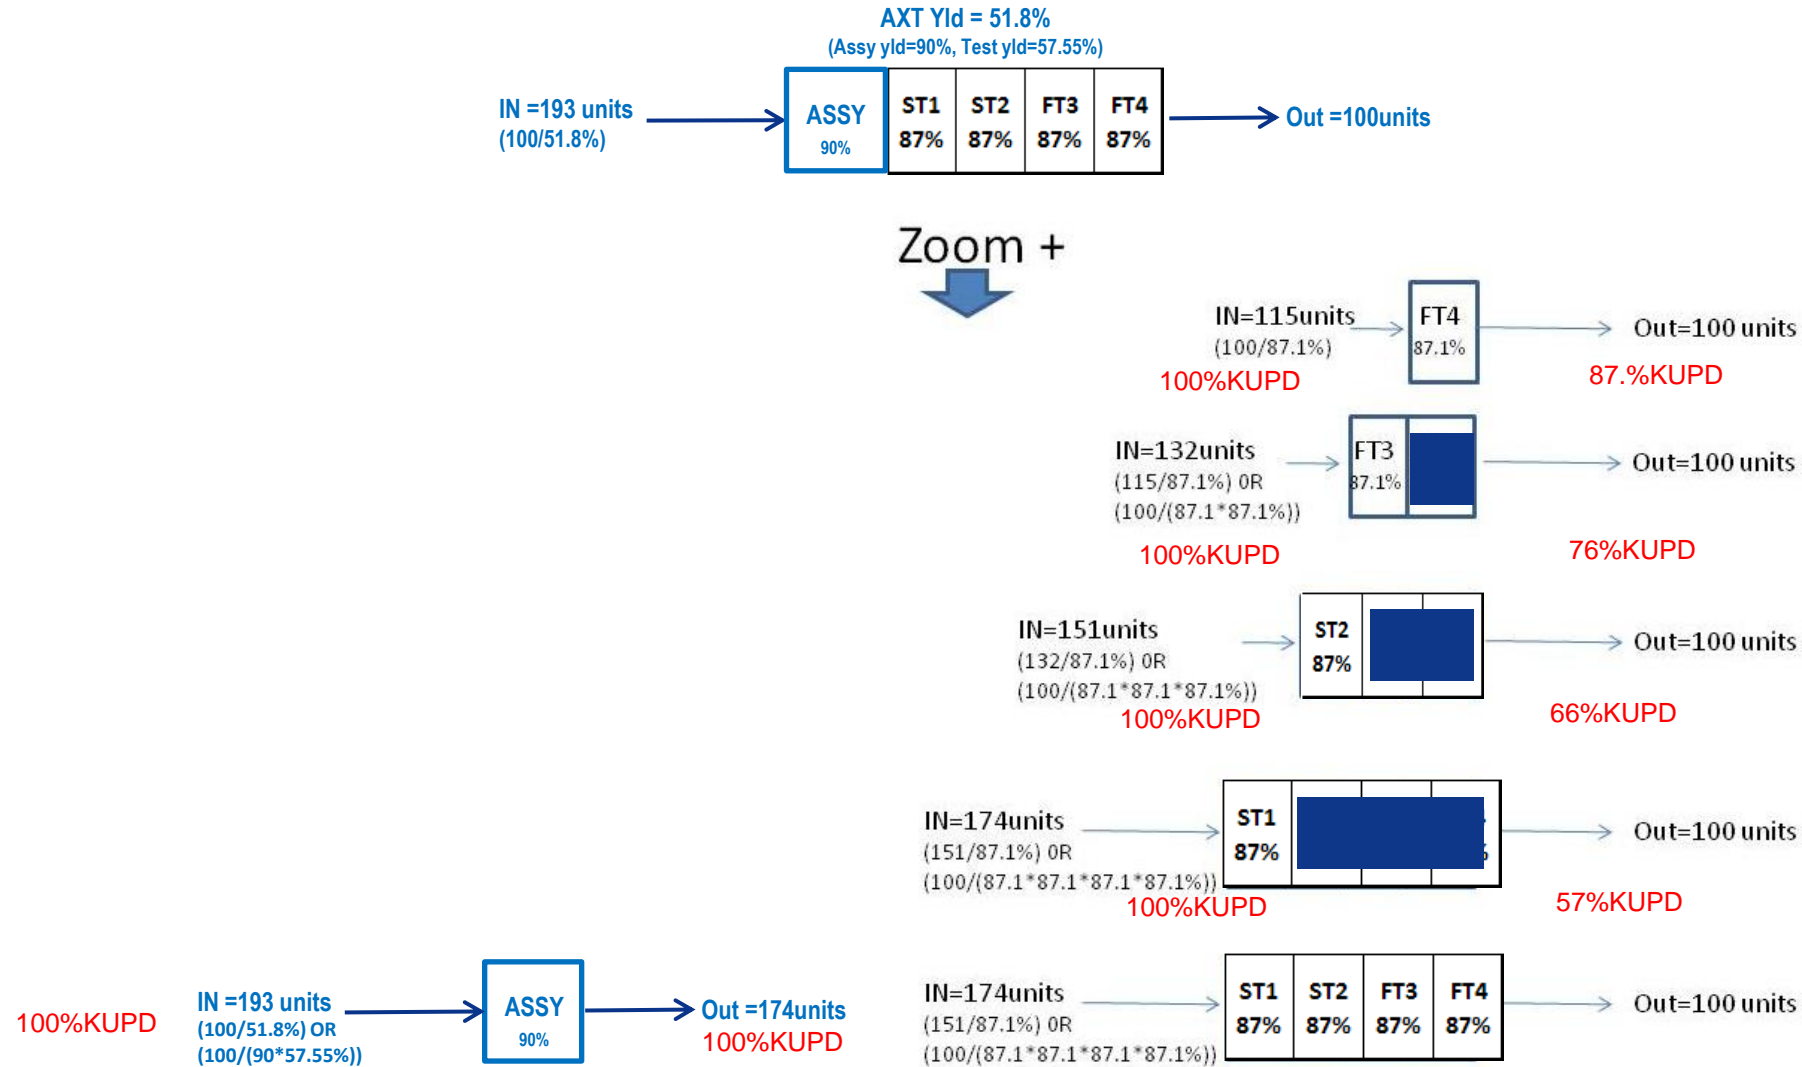 AXT Yld = 51.8%
(Assy yld=90%, Test yld=57.55%)
IN =193 units
(100/51.8%)
ASSY
90%
ST1
87%
ST2
87%
FT3
87%
FT4
87%
Out =100units
Zoom +
IN=115units
(100/87.1%)
100%KUPD
FT4
87.1%
Out=100 units
87.%KUPD
IN=132units
(115/87.1%) 0R
(100/(87.1*87.1%))
100%KUPD
FT3
87.1%
Out=100 units
76%KUPD
IN=151units
(132/87.1%) 0R
(100/(87.1*87.1*87.1%))
100%KUPD
ST2
87%
Out=100 units
66%KUPD
IN=174units
(151/87.1%) 0R
(100/(87.1*87.1*87.1*87.1%))
100%KUPD
ST1
87%
Out=100 units
57%KUPD
100%KUPD
IN =193 units
(100/51.8%) OR
(100/(90*57.55%))
ASSY
90%
Out =174units
100%KUPD
IN=174units
(151/87.1%) 0R
(100/(87.1*87.1*87.1*87.1%))
ST1
87%
ST2
87%
FT3
87%
FT4
87%
Out=100 units